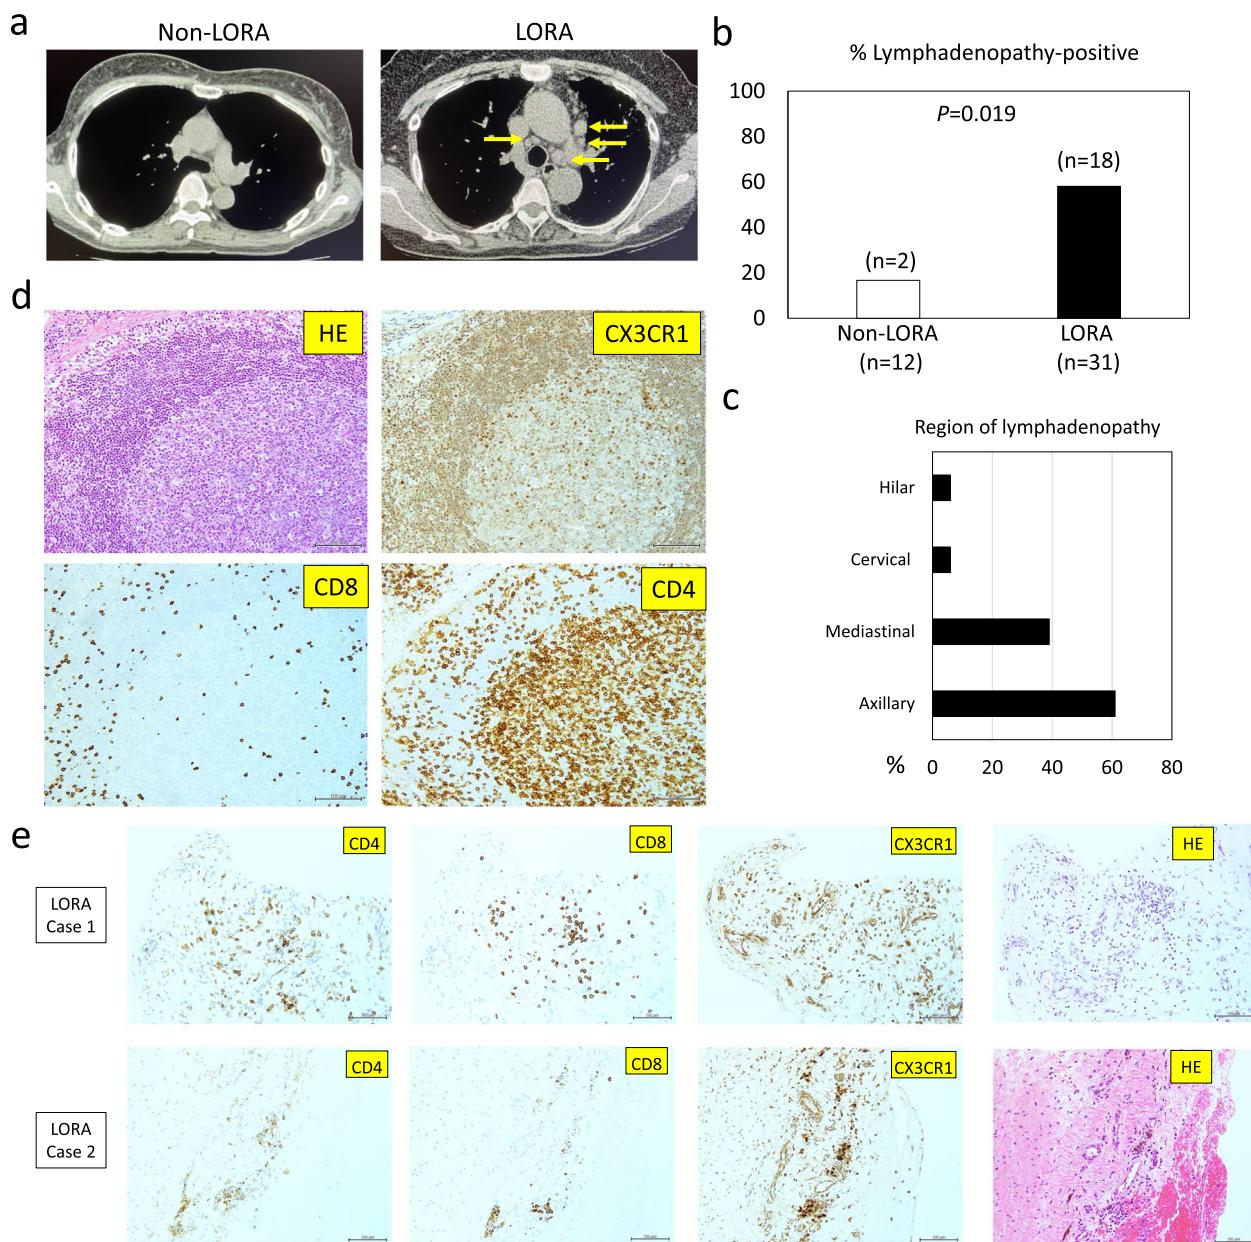 a
Non-LORA
LORA
b
% Lymphadenopathy-positive
100
80
60
40
20
0
P=0.019
(n=2)
(n=18)
Non-LORA
(n=12)
LORA
(n=31)
c
Region of lymphadenopathy
Hilar
Cervical
Mediastinal
Axillary
%
0 20 40 60 80
d
HE
CX3CR1
CD8
CD4
e
LORA
Case 1
CD4
CD8
CX3CR1
HE
LORA
Case 2
CD4
CD8
CX3CR1
HE